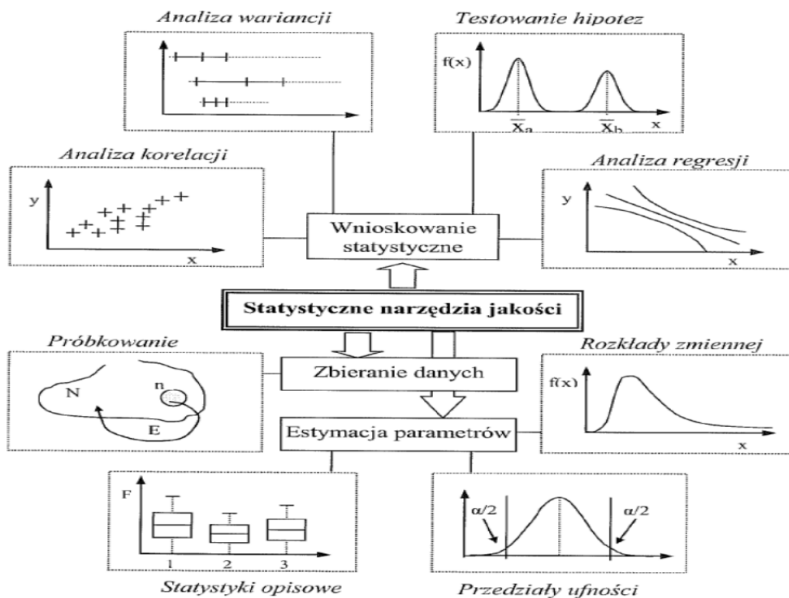 Analiza wariancji
Testowanie hipotez
f(x)
X̅a
X̅b
x
Analiza korelacji
y
x
Analiza regresji
y
x
Wnioskowanie
statystyczne
Statystyczne narzędzia jakości
Próbkowanie
N
n
E
Zbieranie danych
Rozkłady zmiennej
f(x)
x
Estymacja parametrów
F
1
2
3
Statystyki opisowe
α/2
α/2
Przedziały ufności